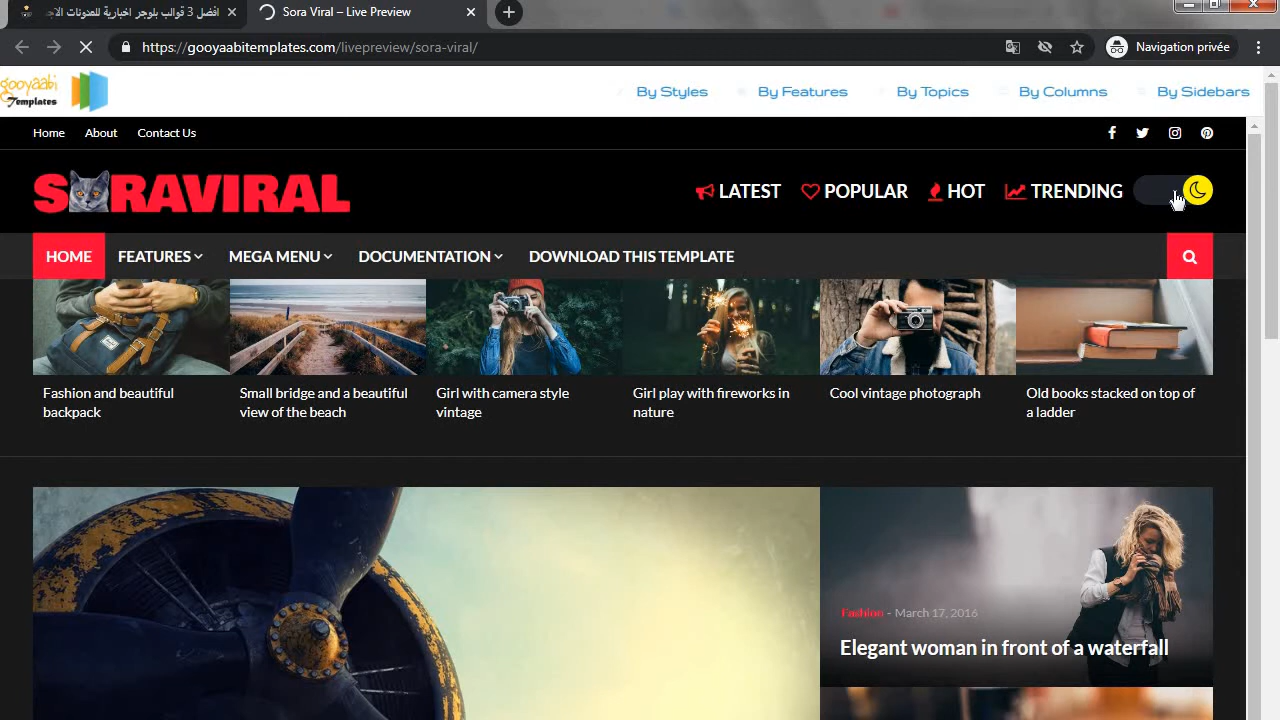 افضل 3 قوالب بلوجر اخبارية للمدونات الاجـ
Sora Viral – Live Preview
https://gooyaabitemplates.com/livepreview/sora-viral/
Navigation privée
gooyaabi
Templates
By Styles
By Features
By Topics
By Columns
By Sidebars
Home
About
Contact Us
SORAVIRAL
LATEST
POPULAR
HOT
TRENDING
HOME
FEATURES
MEGA MENU
DOCUMENTATION
DOWNLOAD THIS TEMPLATE
Fashion and beautiful
backpack
Small bridge and a beautiful
view of the beach
Girl with camera style
vintage
Girl play with fireworks in
nature
Cool vintage photograph
Old books stacked on top of
a ladder
Fashion - March 17, 2016
Elegant woman in front of a waterfall